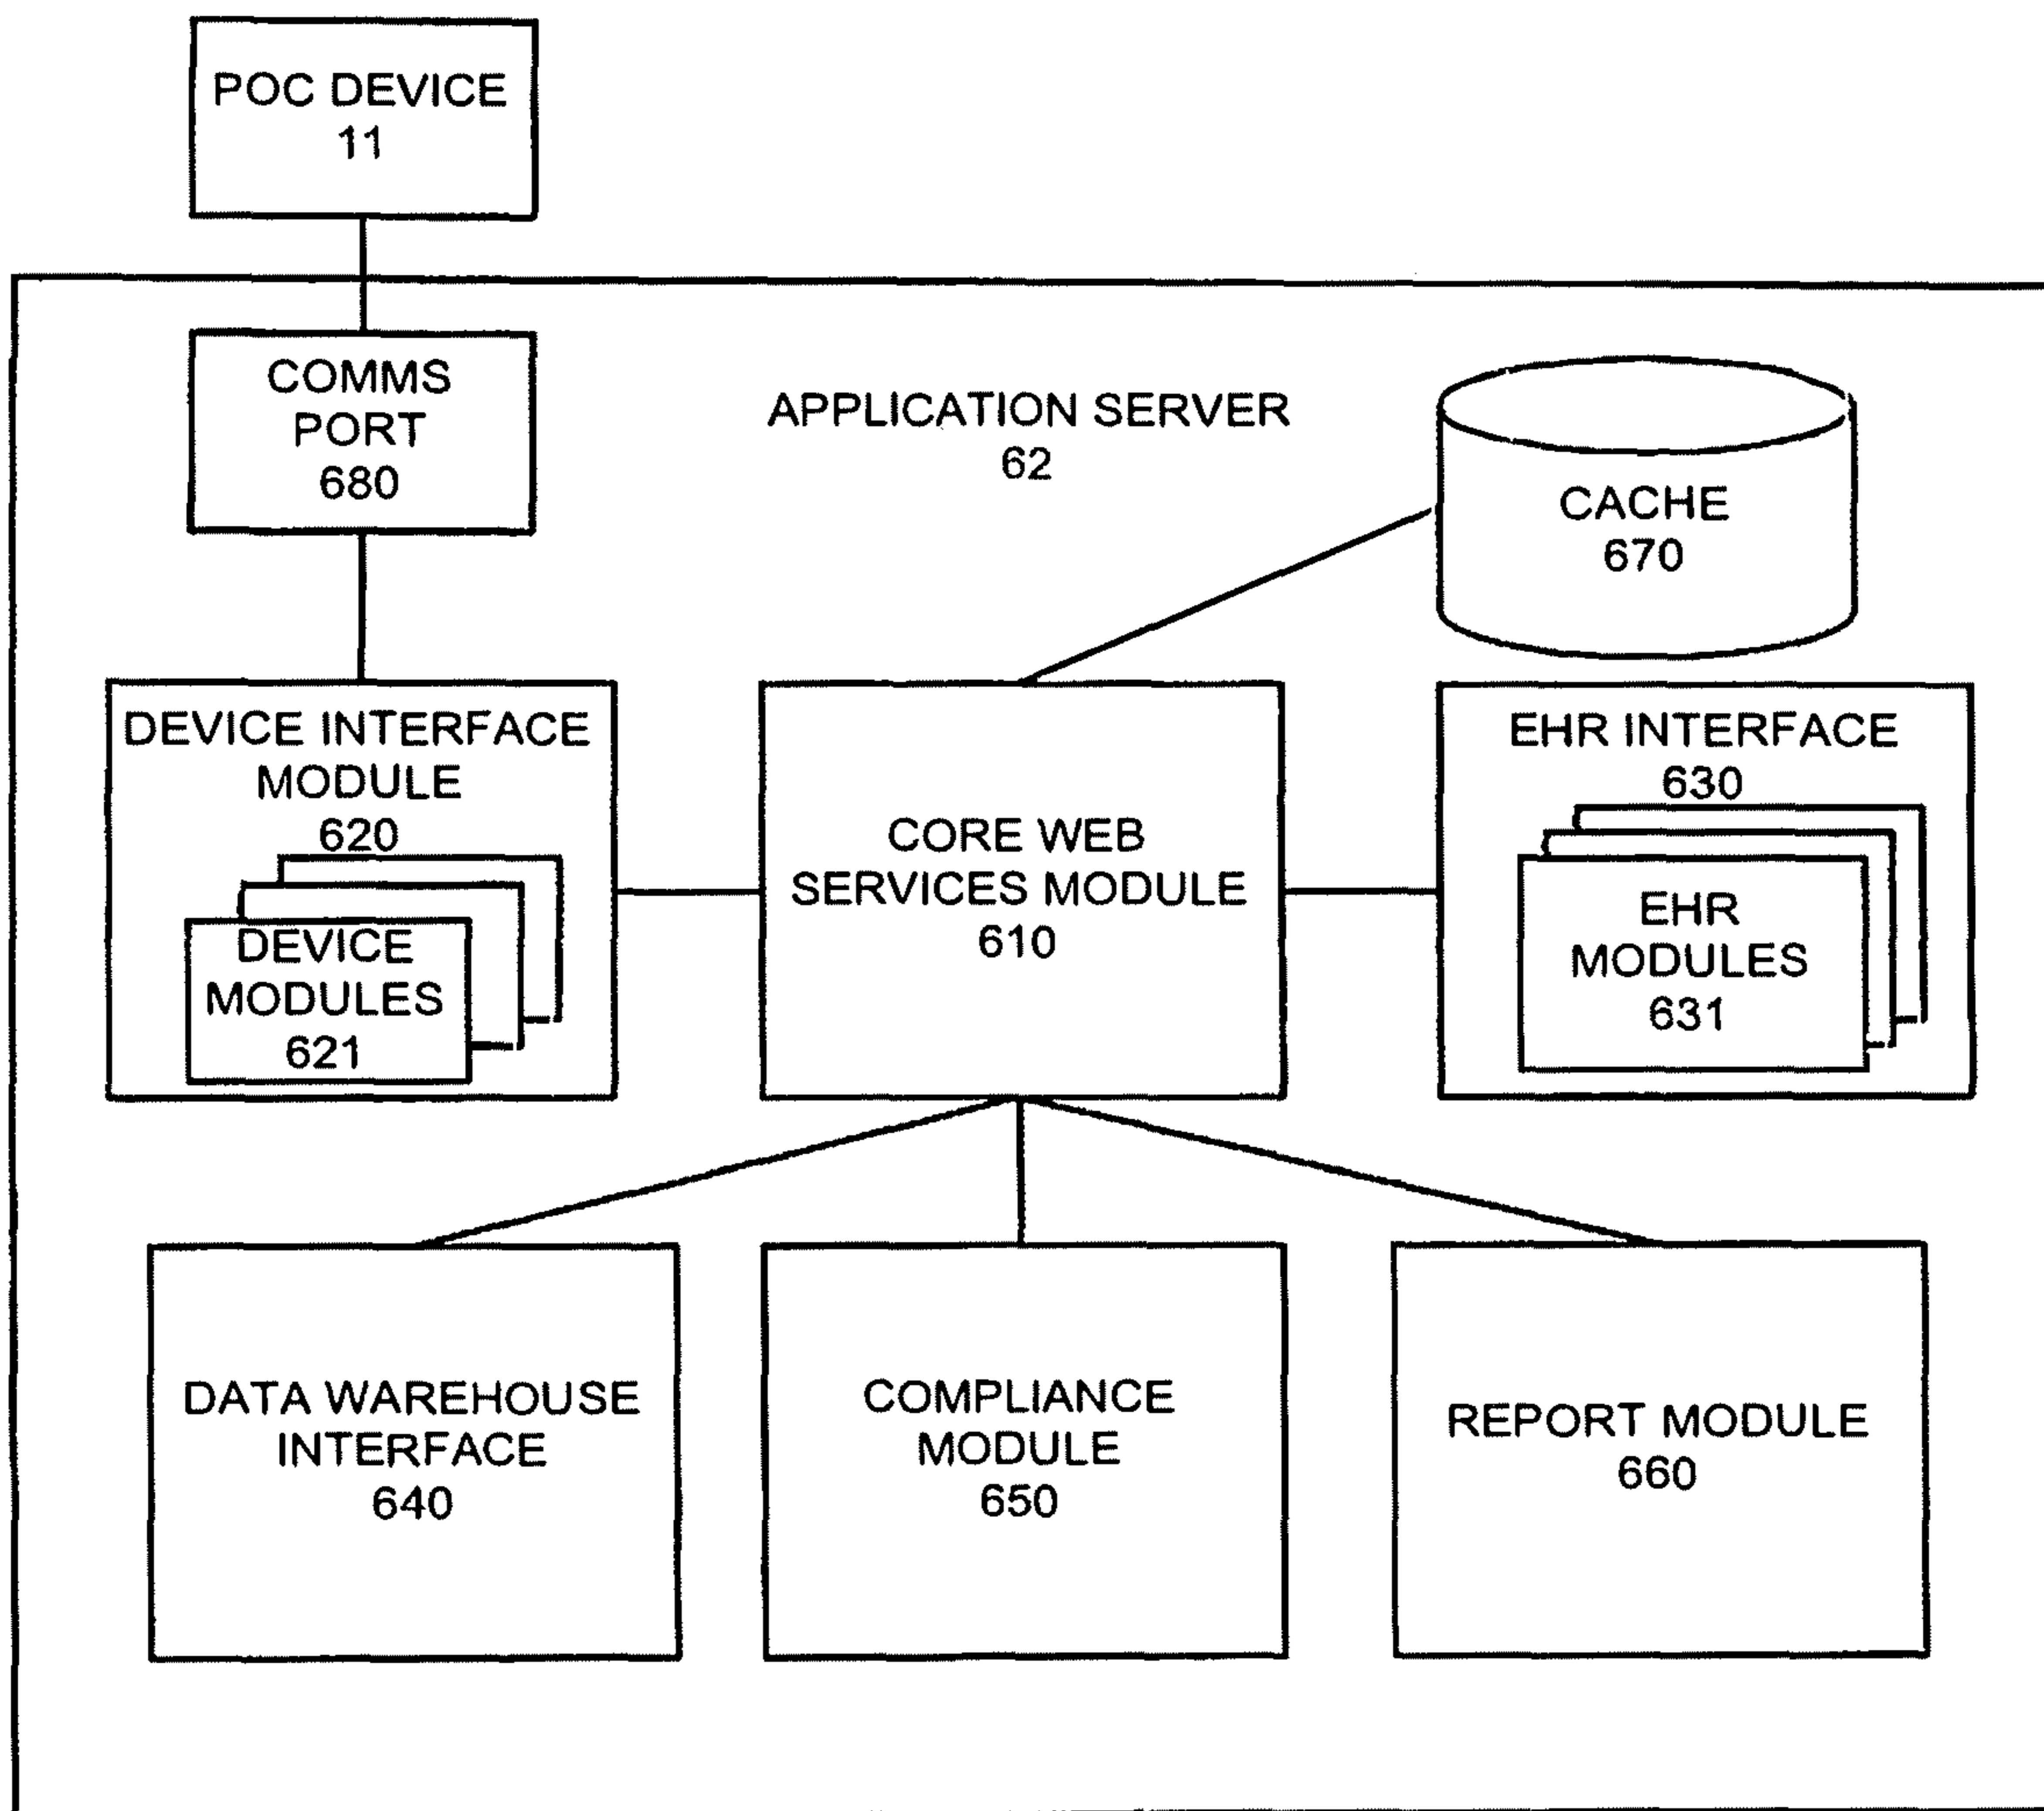 POC DEVICE
11
COMMS
PORT
680
APPLICATION SERVER
62
CACHE
670
DEVICE INTERFACE
MODULE
620
DEVICE
MODULES
621
CORE WEB
SERVICES MODULE
610
EHR INTERFACE
630
EHR
MODULES
631
DATA WAREHOUSE
INTERFACE
640
COMPLIANCE
MODULE
650
REPORT MODULE
660